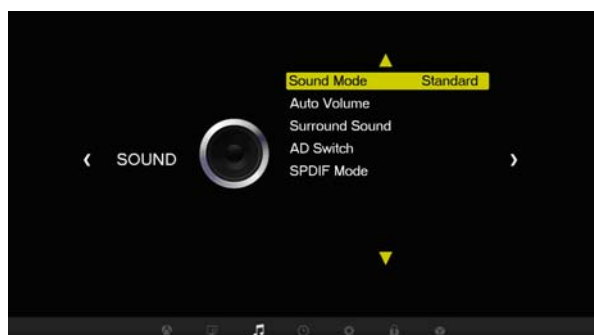 Sound Mode Standard
Auto Volume
Surround Sound
SOUND
AD Switch
SPDIF Mode